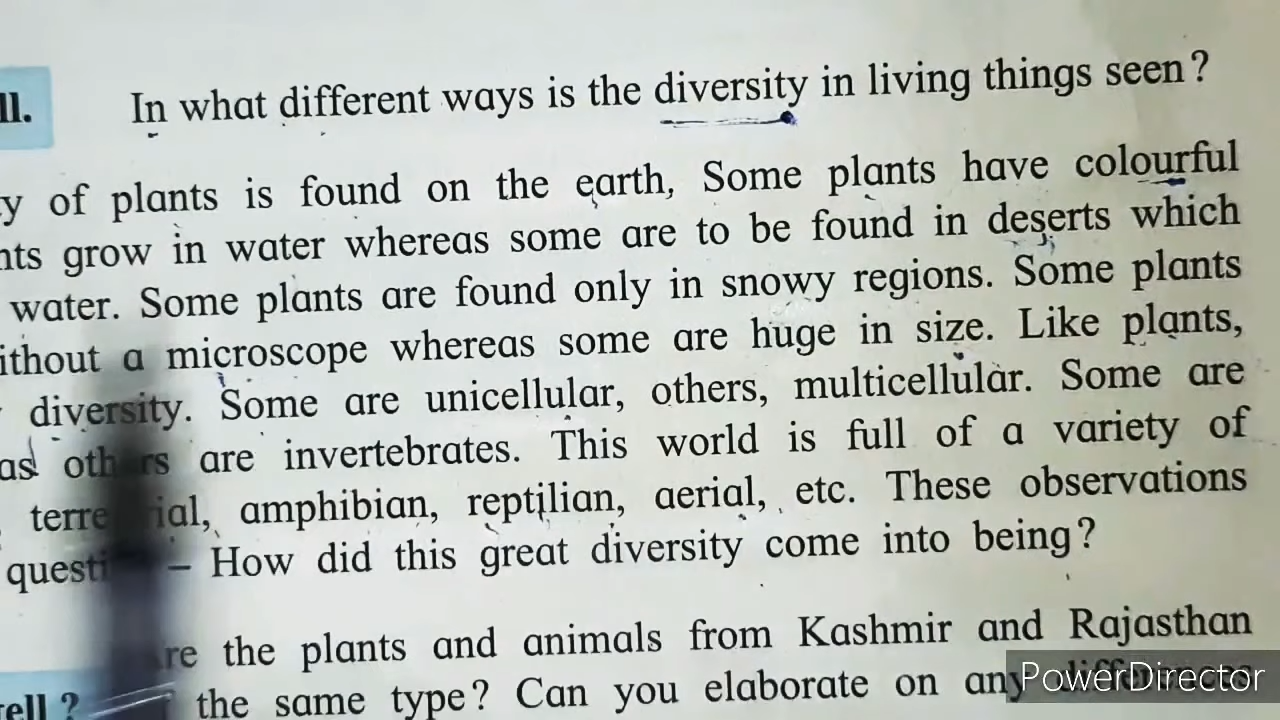 ll. In what different ways is the diversity in living things seen?
y of plants is found on the earth, Some plants have colourful
nts grow in water whereas some are to be found in deserts which
water. Some plants are found only in snowy regions. Some plants
ithout a microscope whereas some are huge in size. Like plants,
diversity. Some are unicellular, others, multicellular. Some are
as others are invertebrates. This world is full of a variety of
terrestrial, amphibian, reptilian, aerial, etc. These observations
questi – How did this great diversity come into being?
re the plants and animals from Kashmir and Rajasthan
ell? the same type? Can you elaborate on any differences
PowerDirector